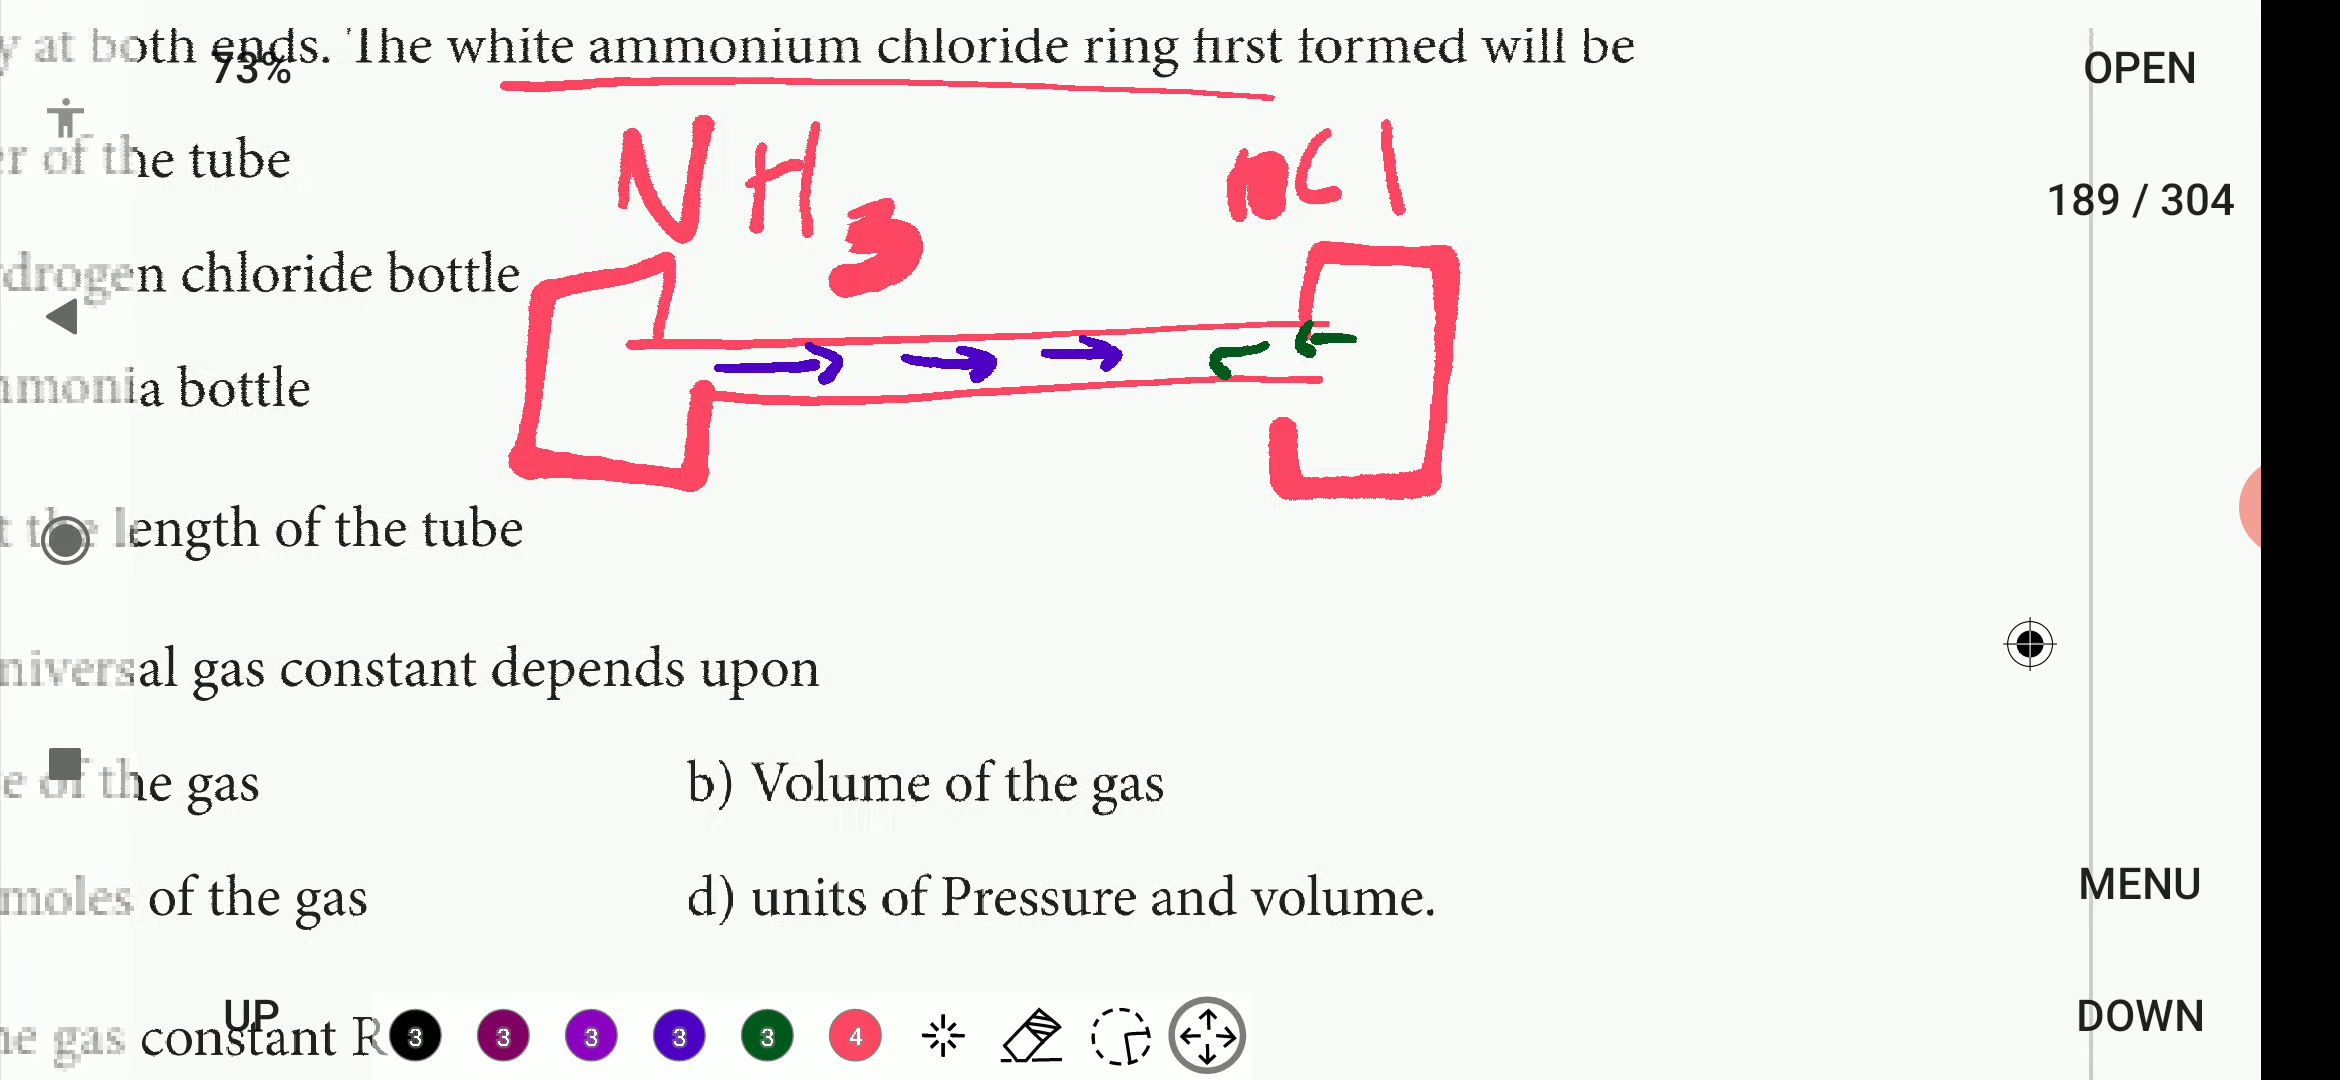 at both ends. The white ammonium chloride ring first formed will be
73%
OPEN
of the tube
NH3
HCl
189 / 304
drogen chloride bottle
mmonia bottle
the length of the tube
niversal gas constant depends upon
of the gas
b) Volume of the gas
moles of the gas
d) units of Pressure and volume.
MENU
UP
DOWN
gas constant R
3 3 3 3 3 4